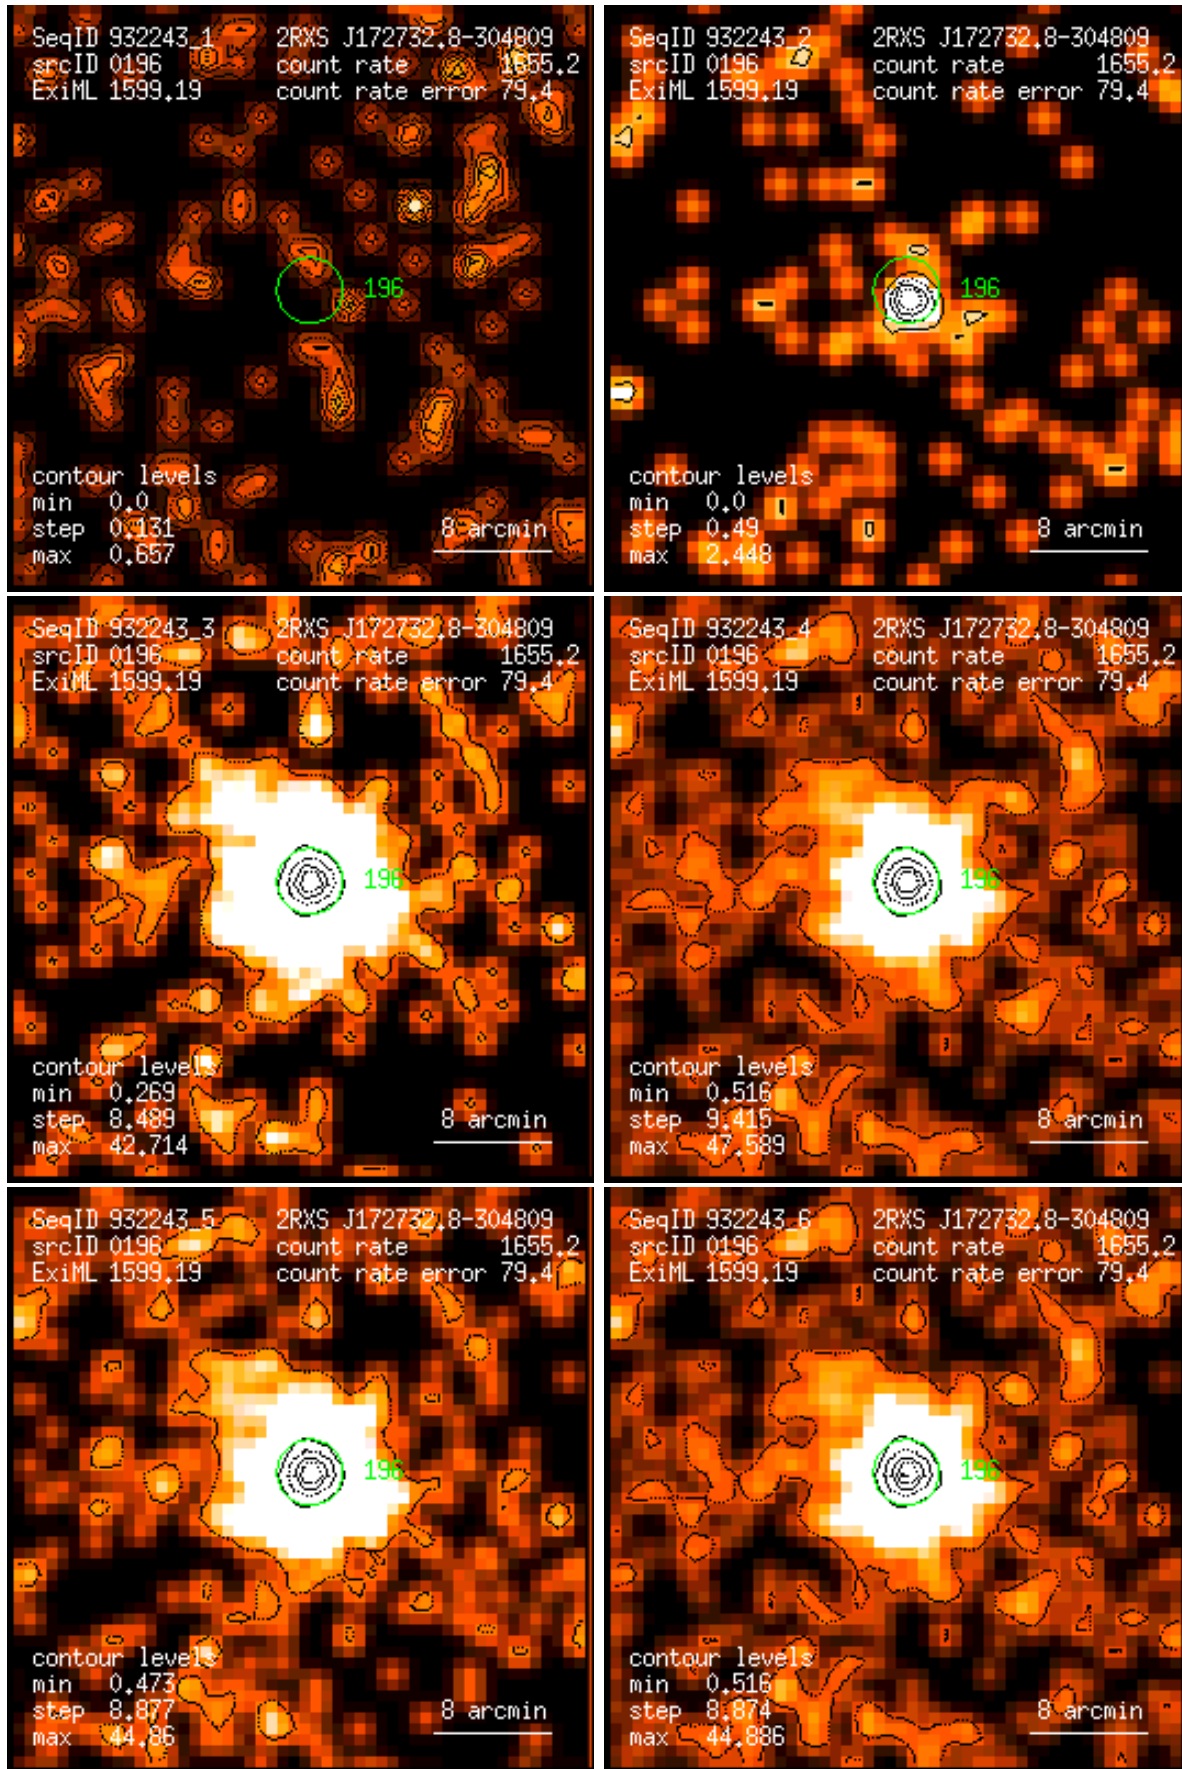 SeqID 932243_1 2RXS J172732.8-304809
srcID 0196 count rate 1655.2
ExiML 1599.19 count rate error 79.4
196
contour levels
min 0.0
step 0.131 8 arcmin
max 0.657
SeqID 932243_2 2RXS J172732.8-304809
srcID 0196 count rate 1655.2
ExiML 1599.19 count rate error 79.4
196
contour levels
min 0.0
step 0.49 8 arcmin
max 2.448
SeqID 932243_3 2RXS J172732.8-304809
srcID 0196 count rate 1655.2
ExiML 1599.19 count rate error 79.4
196
contour levels
min 0.269
step 8.489 8 arcmin
max 42.714
SeqID 932243_4 2RXS J172732.8-304809
srcID 0196 count rate 1655.2
ExiML 1599.19 count rate error 79.4
196
contour levels
min 0.516
step 9.415 8 arcmin
max 47.589
SeqID 932243_5 2RXS J172732.8-304809
srcID 0196 count rate 1655.2
ExiML 1599.19 count rate error 79.4
196
contour levels
min 0.473
step 8.877 8 arcmin
max 44.86
SeqID 932243_6 2RXS J172732.8-304809
srcID 0196 count rate 1655.2
ExiML 1599.19 count rate error 79.4
196
contour levels
min 0.516
step 8.874 8 arcmin
max 44.886